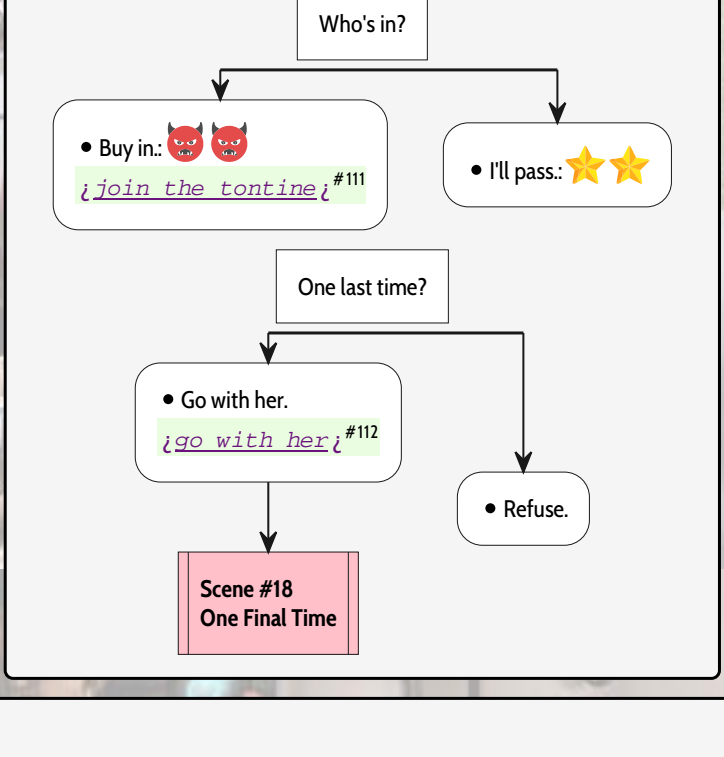 Who's in?
• Buy in.:
¿join the tontine¿#111
• I'll pass.:
One last time?
• Go with her.
¿go with her¿#112
• Refuse.
Scene #18
One Final Time